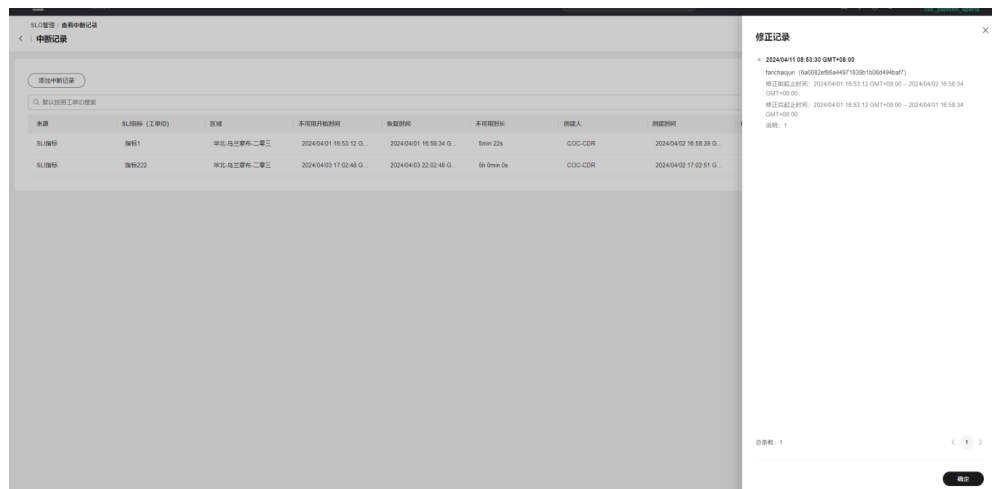 SLO管理 / 查看中断记录
中断记录
添加中断记录
默认按照工单ID搜索
来源 SLI指标 (工单ID) 区域 不可用开始时间 恢复时间 不可用时长 创建人 创建时间
SLI指标 指标1 华北-乌兰察布-二零三 2024/04/01 16:53:12 G... 2024/04/01 16:58:34 G... 5min 22s COC-CDR 2024/04/02 16:58:39 G...
SLI指标 指标222 华北-乌兰察布-二零三 2024/04/03 17:02:48 G... 2024/04/03 22:02:48 G... 5h 0min 0s COC-CDR 2024/04/02 17:02:51 G...
修正记录
2024/04/11 08:53:30 GMT+08:00
修正前起止时间：2024/04/01 16:53:12 GMT+08:00 – 2024/04/02 16:58:34
GMT+08:00
修正后起止时间：2024/04/01 16:53:12 GMT+08:00 – 2024/04/01 16:58:34
GMT+08:00
说明：1
总条数：1
1
确定